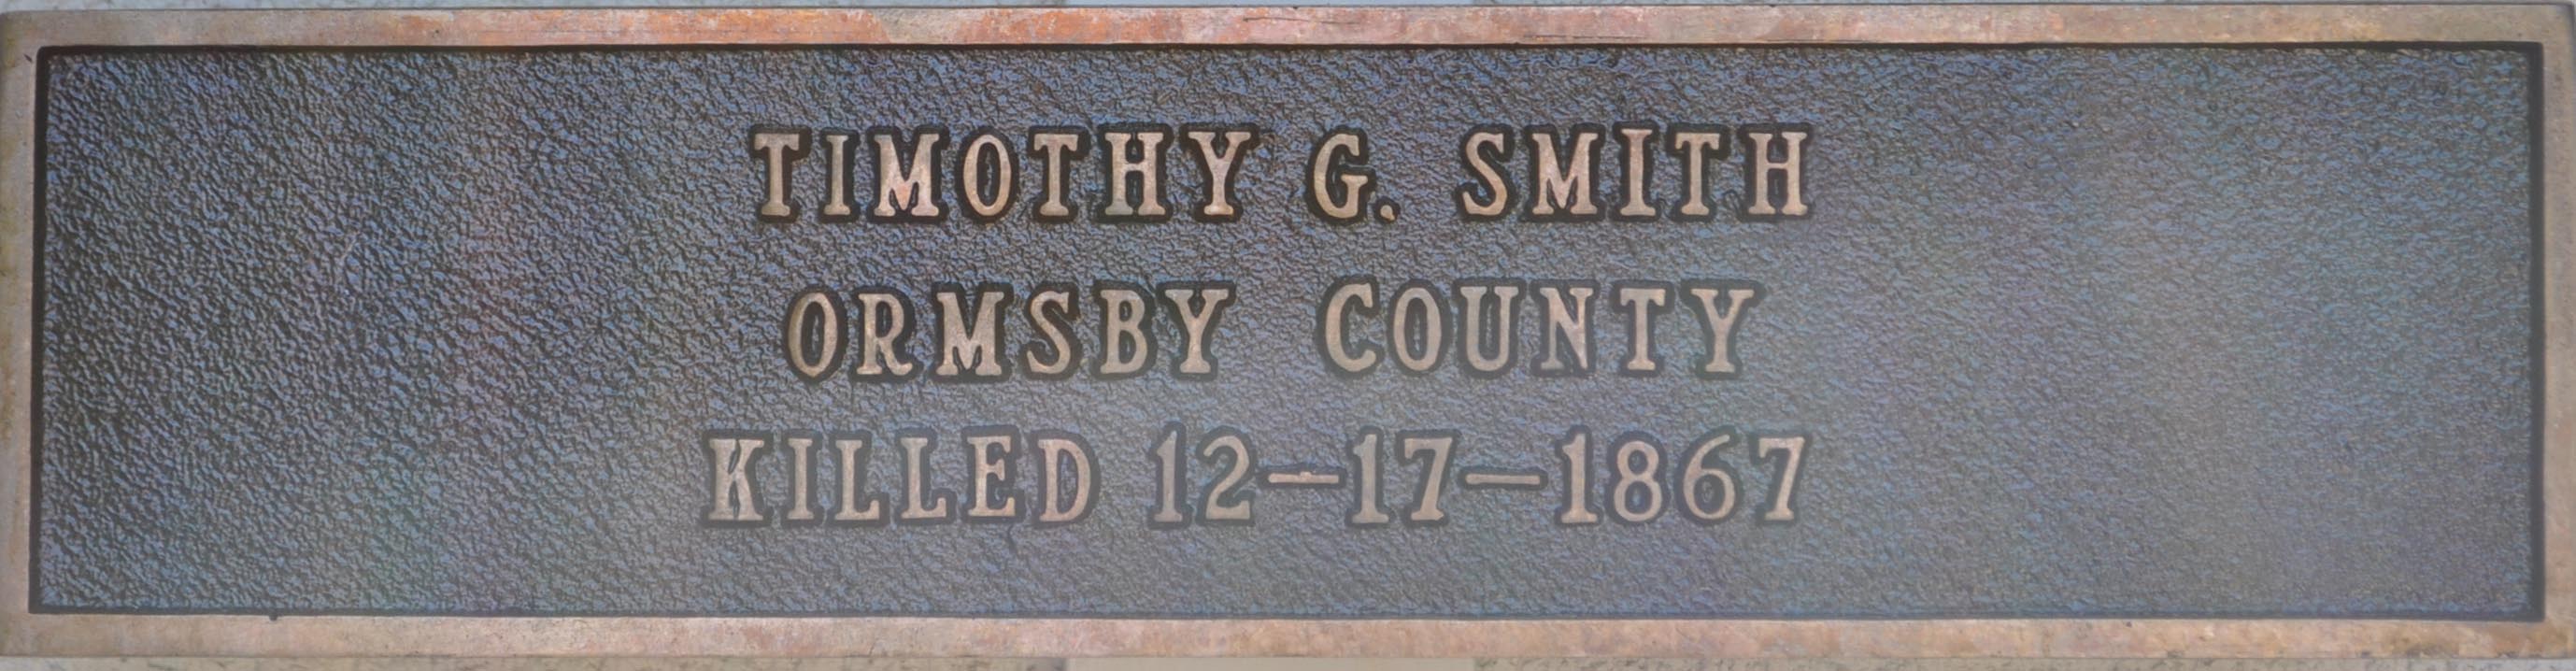 TIMOTHY G. SMITH
ORMSBY COUNTY
KILLED 12-17-1867